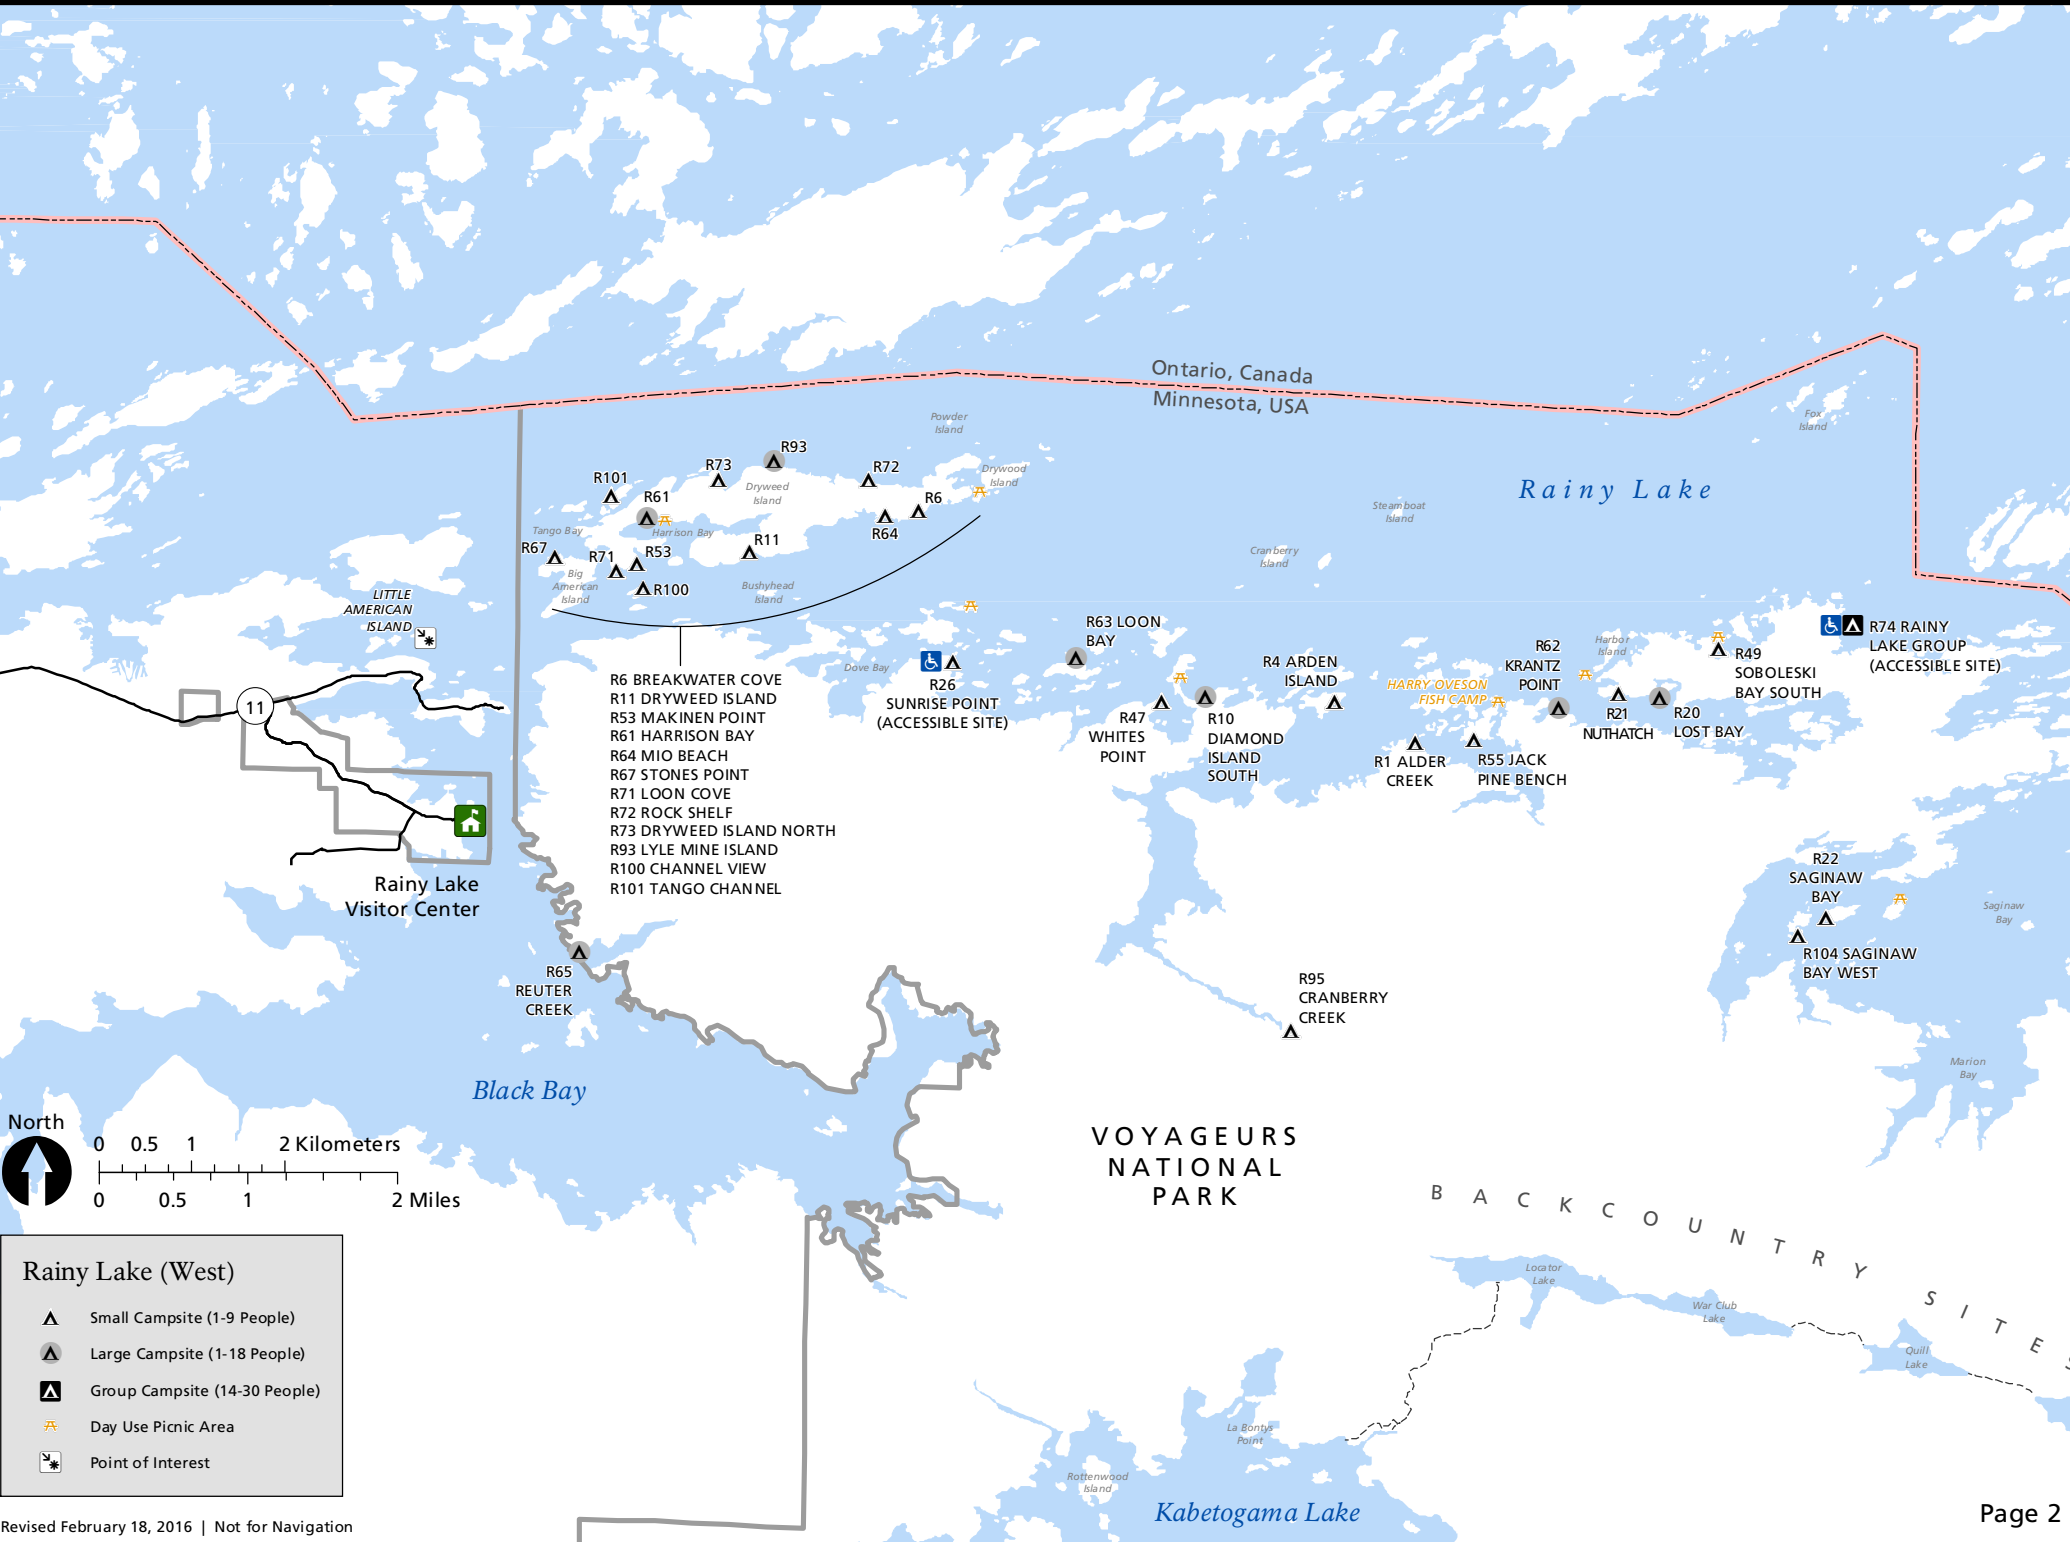 Ontario, Canada
Minnesota, USA
Powder
Island
Fox
Island
R93
R73
R72
R101
R61
R6
Dryweed
Island
Drywood
Island
Rainy Lake
Steamboat
Island
Tango Bay
Harrison Bay
R64
R67
R71
R53
R11
Cranberry
Island
Big
American
Island
R100
Bushyhead
Island
LITTLE
AMERICAN
ISLAND
R6 BREAKWATER COVE
R11 DRYWEED ISLAND
R53 MAKINEN POINT
R61 HARRISON BAY
R64 MIO BEACH
R67 STONES POINT
R71 LOON COVE
R72 ROCK SHELF
R73 DRYWEED ISLAND NORTH
R93 LYLE MINE ISLAND
R100 CHANNEL VIEW
R101 TANGO CHANNEL
Dove Bay
R26
SUNRISE POINT
(ACCESSIBLE SITE)
R63 LOON
BAY
R47
WHITES
POINT
R10
DIAMOND
ISLAND
SOUTH
R4 ARDEN
ISLAND
HARRY OVESON
FISH CAMP
R1 ALDER
CREEK
R55 JACK
PINE BENCH
R62
KRANTZ
POINT
Harbor
Island
R21
NUTHATCH
R20
LOST BAY
R49
SOBOLESKI
BAY SOUTH
R74 RAINY
LAKE GROUP
(ACCESSIBLE SITE)
11
Rainy Lake
Visitor Center
R22
SAGINAW
BAY
Saginaw
Bay
R104 SAGINAW
BAY WEST
R65
REUTER
CREEK
R95
CRANBERRY
CREEK
Marion
Bay
Black Bay
VOYAGEURS
NATIONAL
PARK
BACKCOUNTRY SITES
Locator
Lake
War Club
Lake
Quill
Lake
La Bontys
Point
Rottenwood
Island
Kabetogama Lake
North
0 0.5 1 2 Kilometers
0 0.5 1 2 Miles
Rainy Lake (West)
Small Campsite (1-9 People)
Large Campsite (1-18 People)
Group Campsite (14-30 People)
Day Use Picnic Area
Point of Interest
Revised February 18, 2016 | Not for Navigation
Page 2